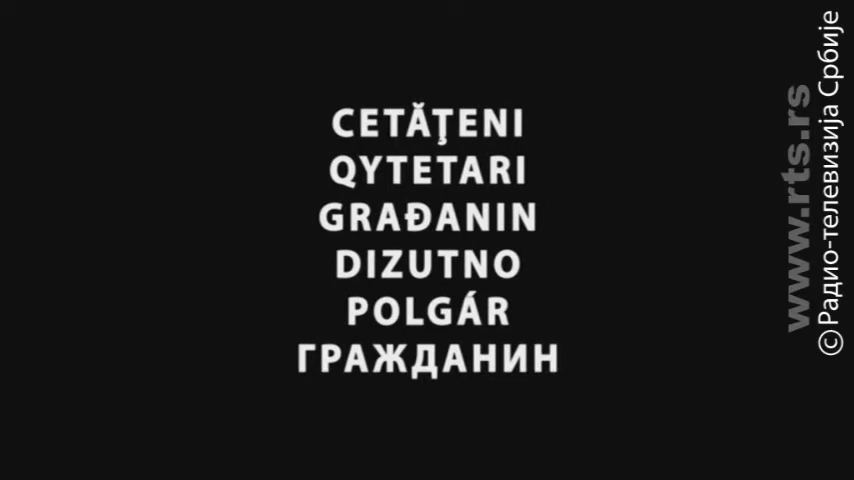 CETĂŢENI
QYTETARI
GRAĐANIN
DIZUTNO
POLGÁR
ГРАЖДАНИН
www.rts.rs
©Радио-телевизија Србије